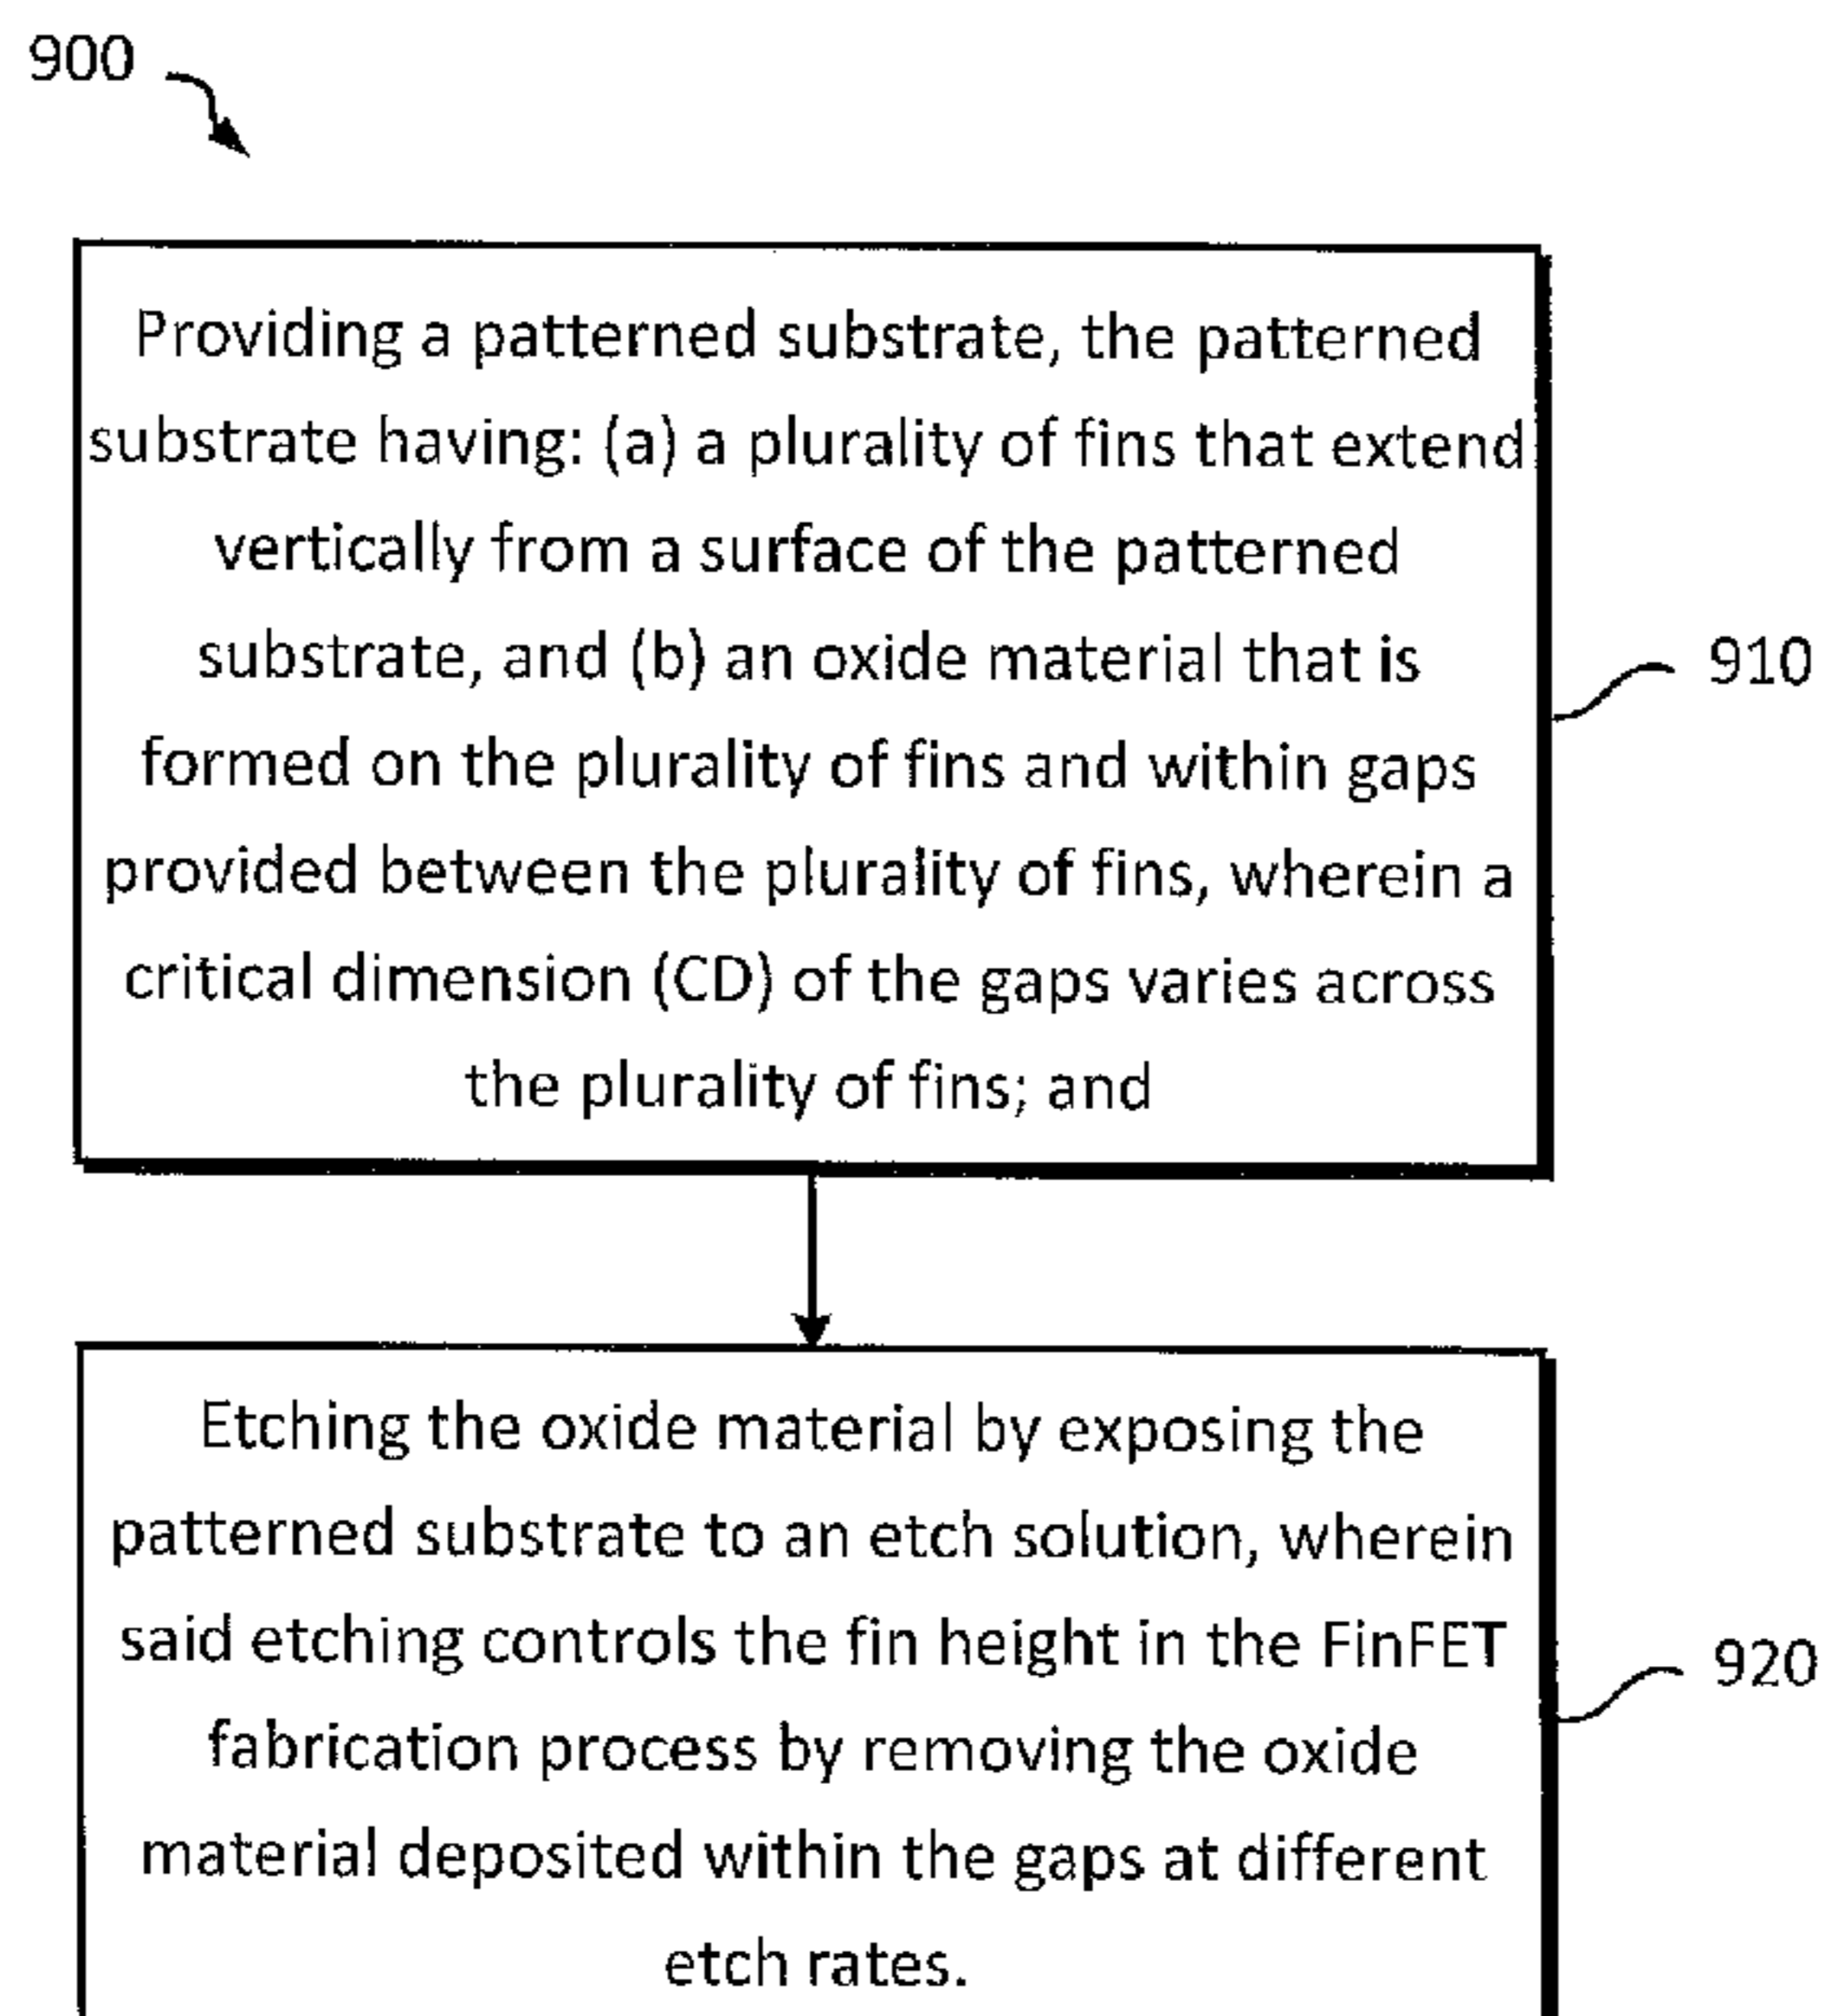 900
Providing a patterned substrate, the patterned
substrate having: (a) a plurality of fins that extend
vertically from a surface of the patterned
substrate, and (b) an oxide material that is
formed on the plurality of fins and within gaps
provided between the plurality of fins, wherein a
critical dimension (CD) of the gaps varies across
the plurality of fins; and
910
Etching the oxide material by exposing the
patterned substrate to an etch solution, wherein
said etching controls the fin height in the FinFET
fabrication process by removing the oxide
material deposited within the gaps at different
etch rates.
920